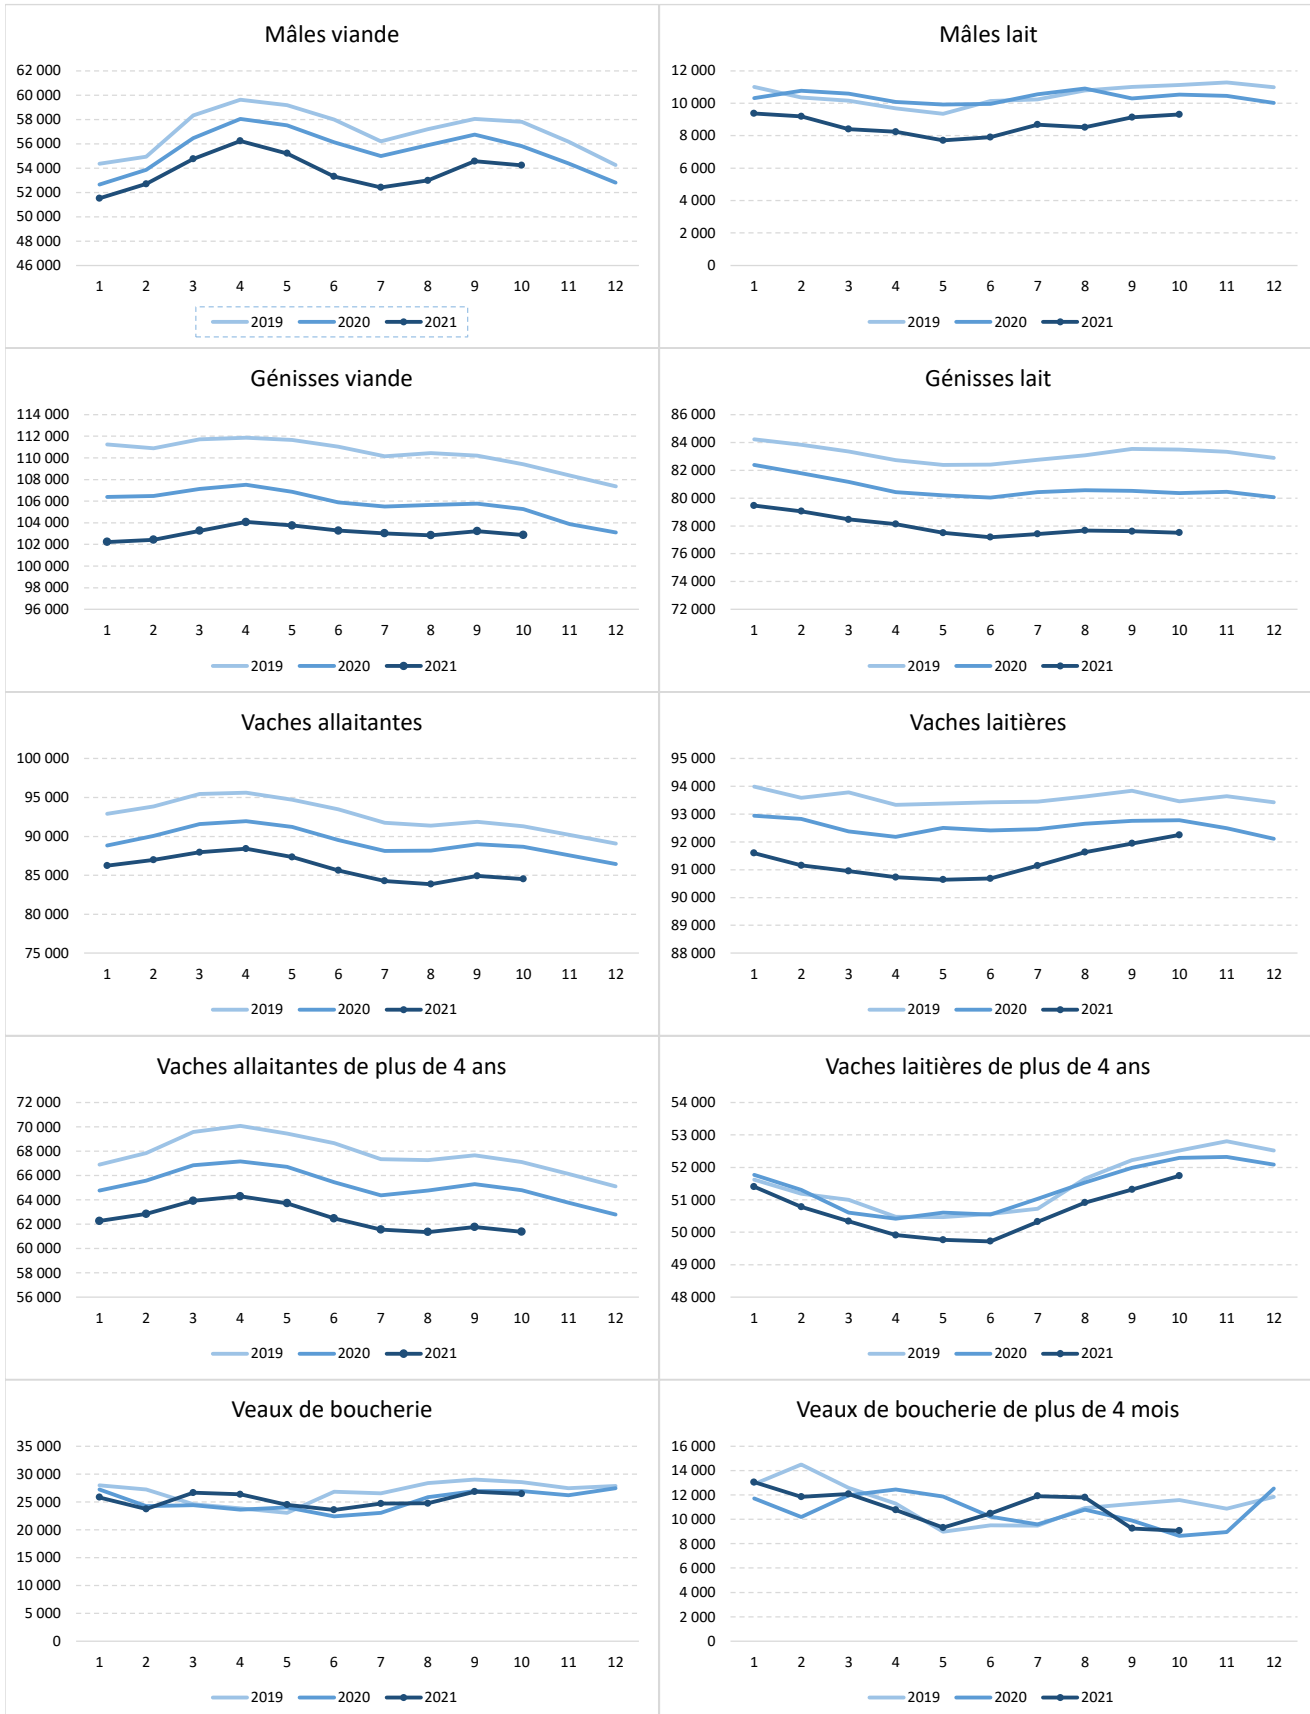 Mâles viande
62 000
60 000
58 000
56 000
54 000
52 000
50 000
48 000
46 000
1 2 3 4 5 6 7 8 9 10 11 12
2019 2020 2021
Mâles lait
12 000
10 000
8 000
6 000
4 000
2 000
0
1 2 3 4 5 6 7 8 9 10 11 12
2019 2020 2021
Génisses viande
114 000
112 000
110 000
108 000
106 000
104 000
102 000
100 000
98 000
96 000
1 2 3 4 5 6 7 8 9 10 11 12
2019 2020 2021
Génisses lait
86 000
84 000
82 000
80 000
78 000
76 000
74 000
72 000
1 2 3 4 5 6 7 8 9 10 11 12
2019 2020 2021
Vaches allaitantes
100 000
95 000
90 000
85 000
80 000
75 000
1 2 3 4 5 6 7 8 9 10 11 12
2019 2020 2021
Vaches laitières
95 000
94 000
93 000
92 000
91 000
90 000
89 000
88 000
1 2 3 4 5 6 7 8 9 10 11 12
2019 2020 2021
Vaches allaitantes de plus de 4 ans
72 000
70 000
68 000
66 000
64 000
62 000
60 000
58 000
56 000
1 2 3 4 5 6 7 8 9 10 11 12
2019 2020 2021
Vaches laitières de plus de 4 ans
54 000
53 000
52 000
51 000
50 000
49 000
48 000
1 2 3 4 5 6 7 8 9 10 11 12
2019 2020 2021
Veaux de boucherie
35 000
30 000
25 000
20 000
15 000
10 000
5 000
0
1 2 3 4 5 6 7 8 9 10 11 12
2019 2020 2021
Veaux de boucherie de plus de 4 mois
16 000
14 000
12 000
10 000
8 000
6 000
4 000
2 000
0
1 2 3 4 5 6 7 8 9 10 11 12
2019 2020 2021